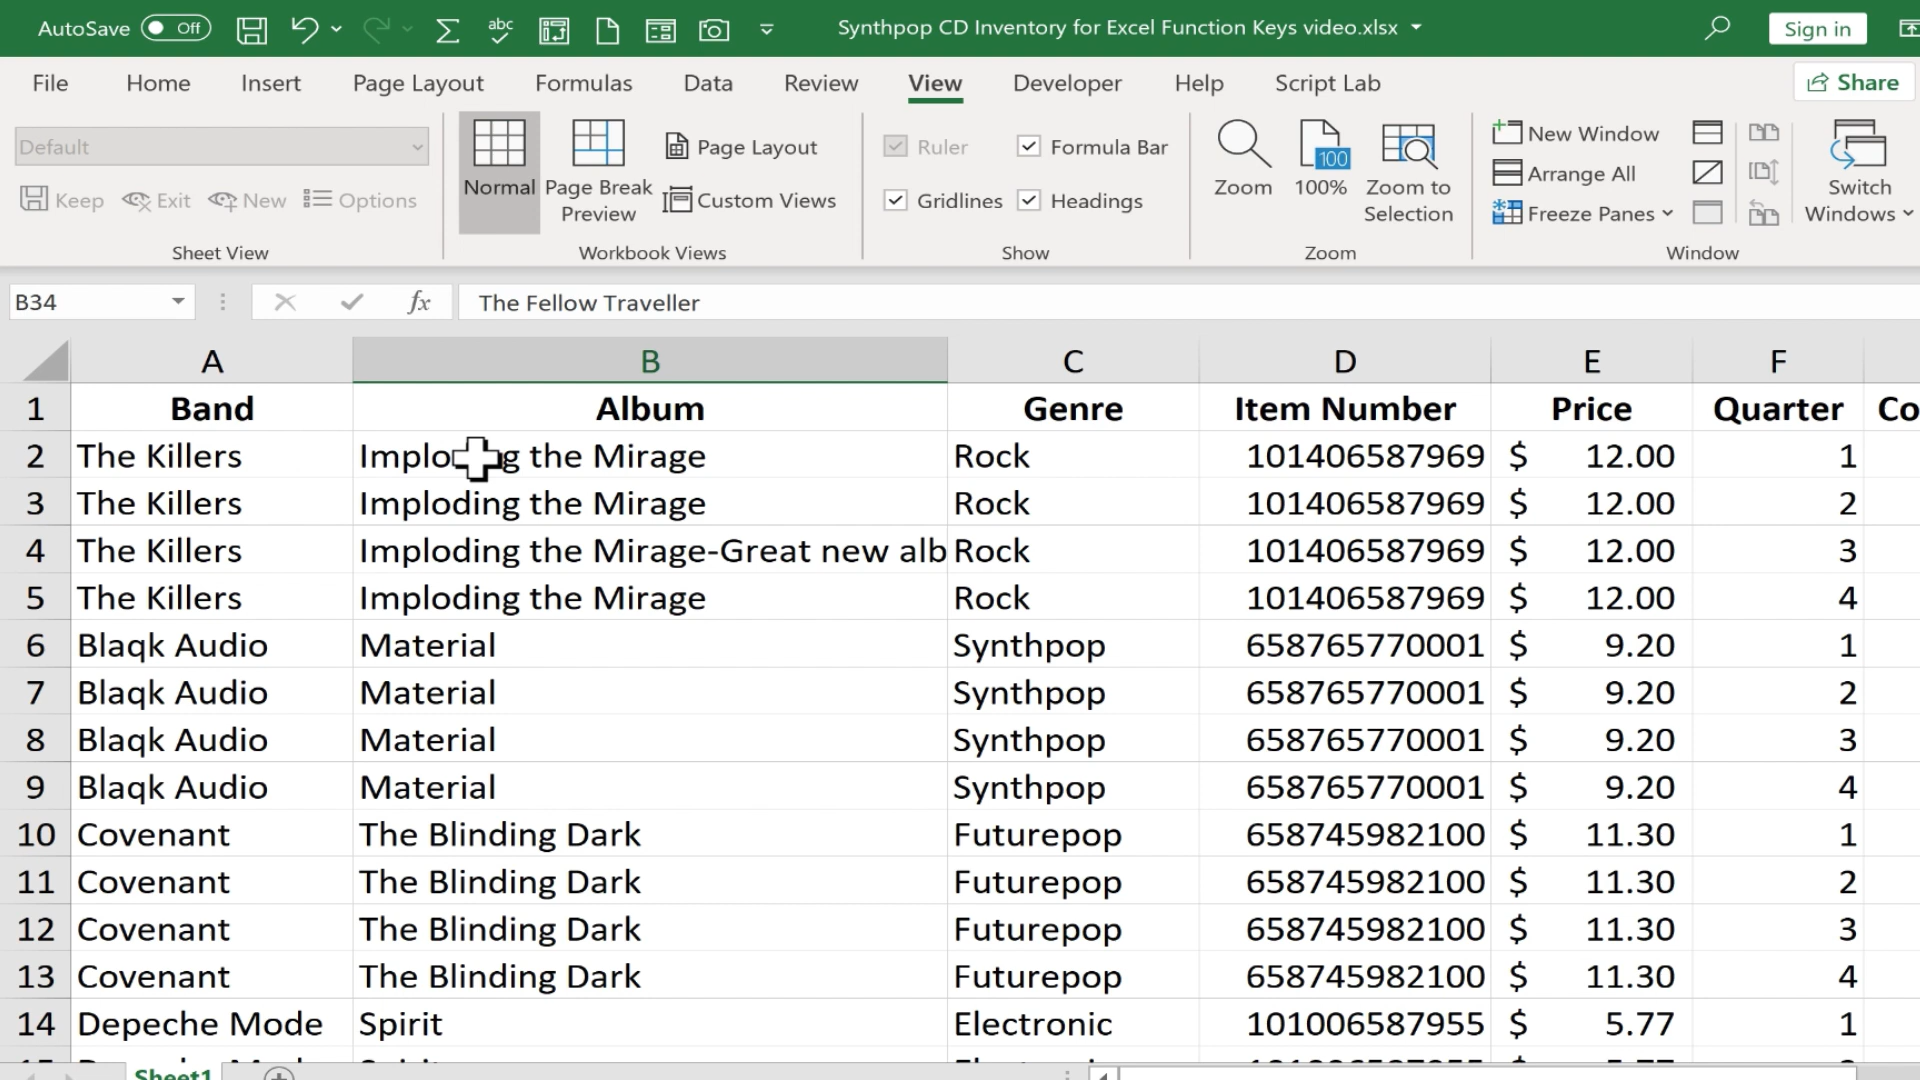 AutoSave Off abc Synthpop CD Inventory for Excel Function Keys video.xlsx Sign in
File Home Insert Page Layout Formulas Data Review View Developer Help Script Lab Share
Default Normal Page Break Preview Page Layout Ruler Formula Bar Zoom 100 100% Zoom to Selection New Window Switch Windows
Arrange All
Keep Exit New Options Custom Views Gridlines Headings Freeze Panes
Sheet View Workbook Views Show Zoom Window
B34 fx The Fellow Traveller
A B C D E F
1 Band Album Genre Item Number Price Quarter Co
2 The Killers Imploding the Mirage Rock 101406587969 $ 12.00 1
3 The Killers Imploding the Mirage Rock 101406587969 $ 12.00 2
4 The Killers Imploding the Mirage-Great new alb Rock 101406587969 $ 12.00 3
5 The Killers Imploding the Mirage Rock 101406587969 $ 12.00 4
6 Blaqk Audio Material Synthpop 658765770001 $ 9.20 1
7 Blaqk Audio Material Synthpop 658765770001 $ 9.20 2
8 Blaqk Audio Material Synthpop 658765770001 $ 9.20 3
9 Blaqk Audio Material Synthpop 658765770001 $ 9.20 4
10 Covenant The Blinding Dark Futurepop 658745982100 $ 11.30 1
11 Covenant The Blinding Dark Futurepop 658745982100 $ 11.30 2
12 Covenant The Blinding Dark Futurepop 658745982100 $ 11.30 3
13 Covenant The Blinding Dark Futurepop 658745982100 $ 11.30 4
14 Depeche Mode Spirit Electronic 101006587955 $ 5.77 1
Sheet1